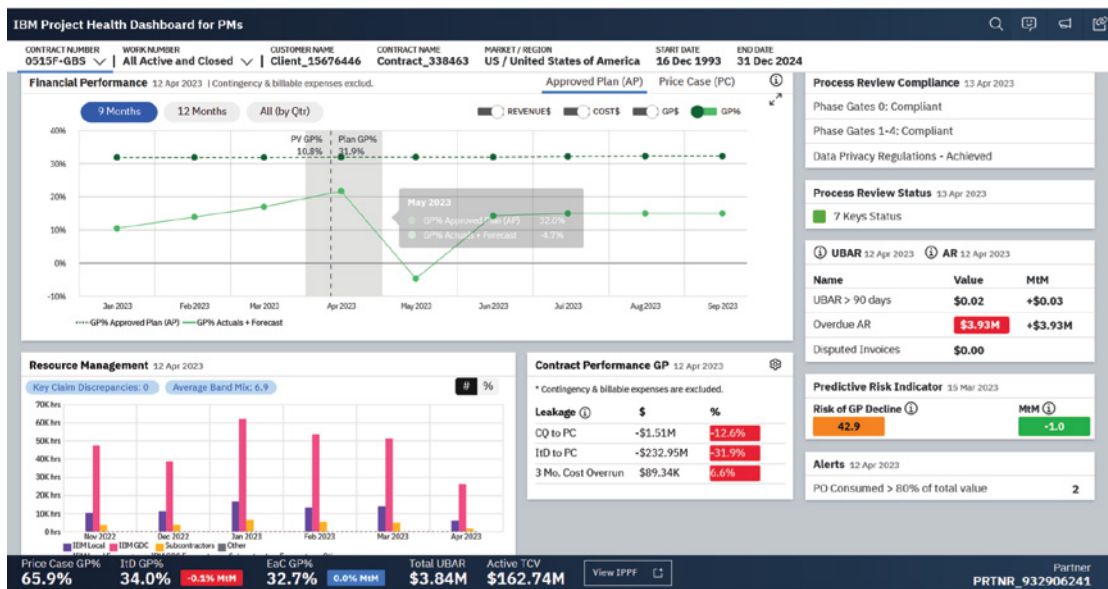 IBM Project Health Dashboard for PMs
CONTRACT NUMBER WORK NUMBER CUSTOMER NAME CONTRACT NAME MARKET / REGION START DATE END DATE
0515F-GBS All Active and Closed Client_15676446 Contract_338463 US / United States of America 16 Dec 1993 31 Dec 2024
Financial Performance 12 Apr 2023 | Contingency & billable expenses exclud. Approved Plan (AP) Price Case (PC)
9 Months 12 Months All (by Qtr) REVENUE$ COST$ GP$ GP%
40%
PV GP% Plan GP%
10.8% 31.9%
30%
20%
May 2023
GP% Approved Plan (AP) 32.0%
GP% Actuals + Forecast -4.7%
10%
0%
-10%
Jan 2023 Feb 2023 Mar 2023 Apr 2023 May 2023 Jun 2023 Jul 2023 Aug 2023 Sep 2023
GP% Approved Plan (AP) GP% Actuals + Forecast
Process Review Compliance 13 Apr 2023
Phase Gates 0: Compliant
Phase Gates 1-4: Compliant
Data Privacy Regulations - Achieved
Process Review Status 13 Apr 2023
7 Keys Status
UBAR 12 Apr 2023 AR 12 Apr 2023
Name Value MtM
UBAR > 90 days $0.02 +$0.03
Overdue AR $3.93M +$3.93M
Disputed Invoices $0.00
Predictive Risk Indicator 15 Mar 2023
Risk of GP Decline MtM
42.9 -1.0
Alerts 12 Apr 2023
PO Consumed > 80% of total value 2
Resource Management 12 Apr 2023
Key Claim Discrepancies: 0 Average Band Mix: 6.9 # %
70K hrs
60K hrs
50K hrs
40K hrs
30K hrs
20K hrs
10K hrs
0 hrs
Nov 2022 Dec 2022 Jan 2023 Feb 2023 Mar 2023 Apr 2023
IBM Local IBM GDC Subcontractors Other
Contract Performance GP 12 Apr 2023
* Contingency & billable expenses are excluded.
Leakage $ %
CQ to PC -$1.51M -12.6%
ItD to PC -$232.95M -31.9%
3 Mo. Cost Overrun $89.34K 6.6%
Price Case GP% ItD GP% EaC GP% Total UBAR Active TCV
65.9% 34.0% -0.1% MtM 32.7% 0.0% MtM $3.84M $162.74M View IPPF
Partner
PRTNR_932906241